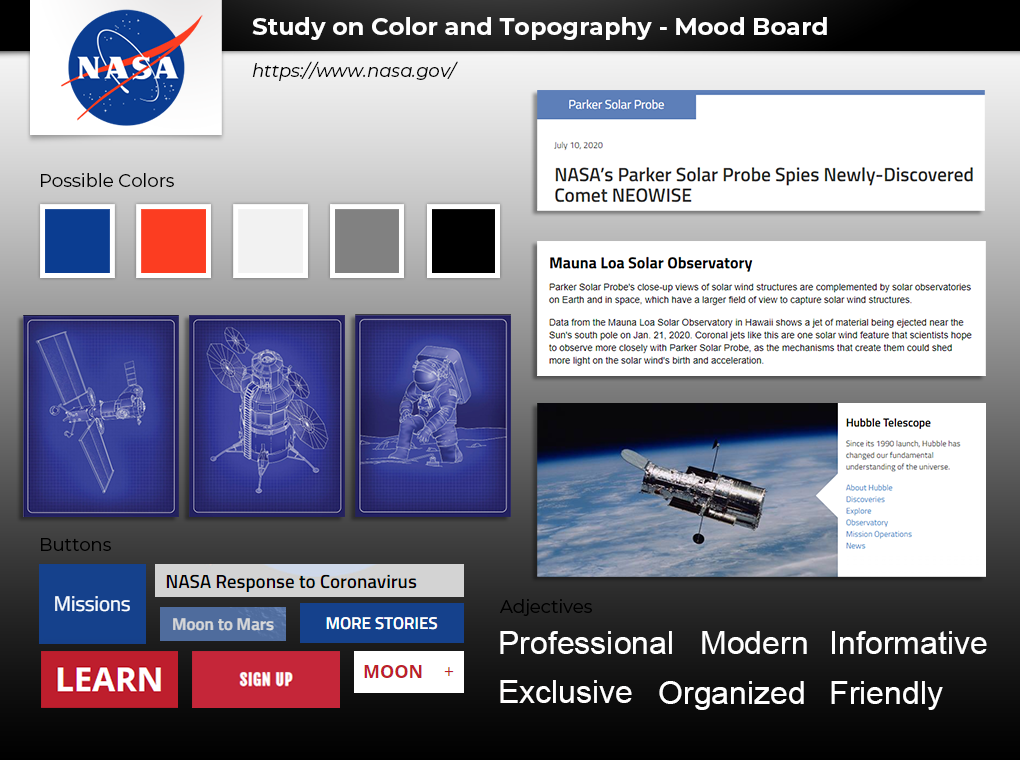 NASA
Study on Color and Topography - Mood Board
https://www.nasa.gov/
Possible Colors
Parker Solar Probe
July 10, 2020
NASA's Parker Solar Probe Spies Newly-Discovered
Comet NEOWISE
Mauna Loa Solar Observatory
Parker Solar Probe's close-up views of solar wind structures are complemented by solar observatories
on Earth and in space, which have a larger field of view to capture solar wind structures.
Data from the Mauna Loa Solar Observatory in Hawaii shows a jet of material being ejected near the
Sun's south pole on Jan. 21, 2020. Coronal jets like this are one solar wind feature that scientists hope
to observe more closely with Parker Solar Probe, as the mechanisms that create them could shed
more light on the solar wind's birth and acceleration.
Hubble Telescope
Since its 1990 launch, Hubble has
changed our fundamental
understanding of the universe.
About Hubble
Discoveries
Explore
Observatory
Mission Operations
News
Buttons
Missions
NASA Response to Coronavirus
Moon to Mars
MORE STORIES
LEARN
SIGN UP
MOON +
Adjectives
Professional Modern Informative
Exclusive Organized Friendly